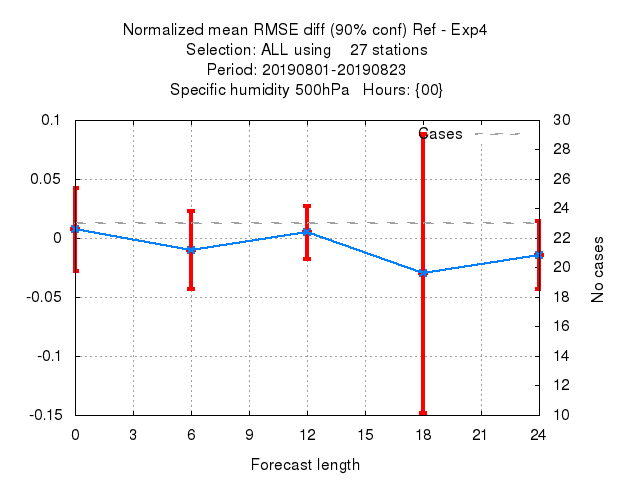 Normalized mean RMSE diff (90% conf) Ref - Exp4
Selection: ALL using    27 stations
Period: 20190801-20190823
Specific humidity 500hPa   Hours: {00}
Cases
0.1
0.05
0
-0.05
-0.1
-0.15
30
28
26
24
22
20
18
16
14
12
10
No cases
0 3 6 9 12 15 18 21 24
Forecast length